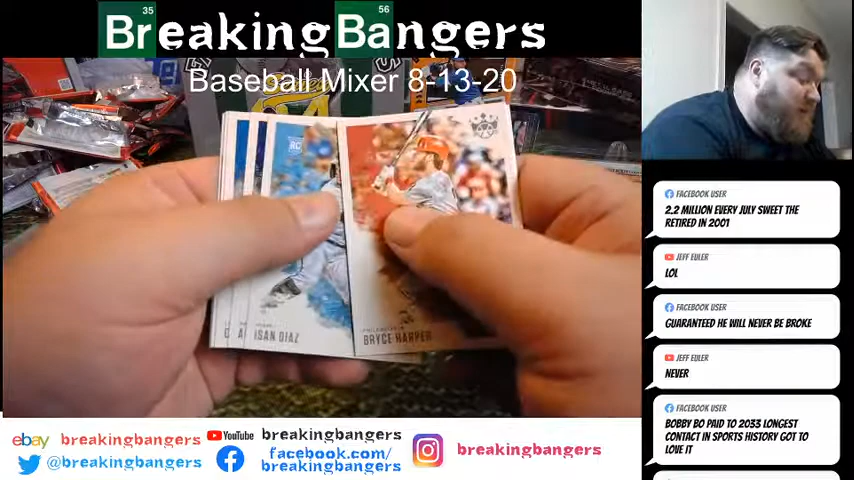 35
56
BreakingBangers
Baseball Mixer 8-13-20
RC
ISAN DIAZ
BRYCE HARPER
FACEBOOK USER
2.2 MILLION EVERY JULY SWEET THE
RETIRED IN 2001
JEFF EULER
LOL
FACEBOOK USER
GUARANTEED HE WILL NEVER BE BROKE
JEFF EULER
NEVER
FACEBOOK USER
BOBBY BO PAID TO 2033 LONGEST
CONTACT IN SPORTS HISTORY GOT TO
LOVE IT
ebay breakingbangers
YouTube breakingbangers
@breakingbangers
facebook.com/
breakingbangers
breakingbangers